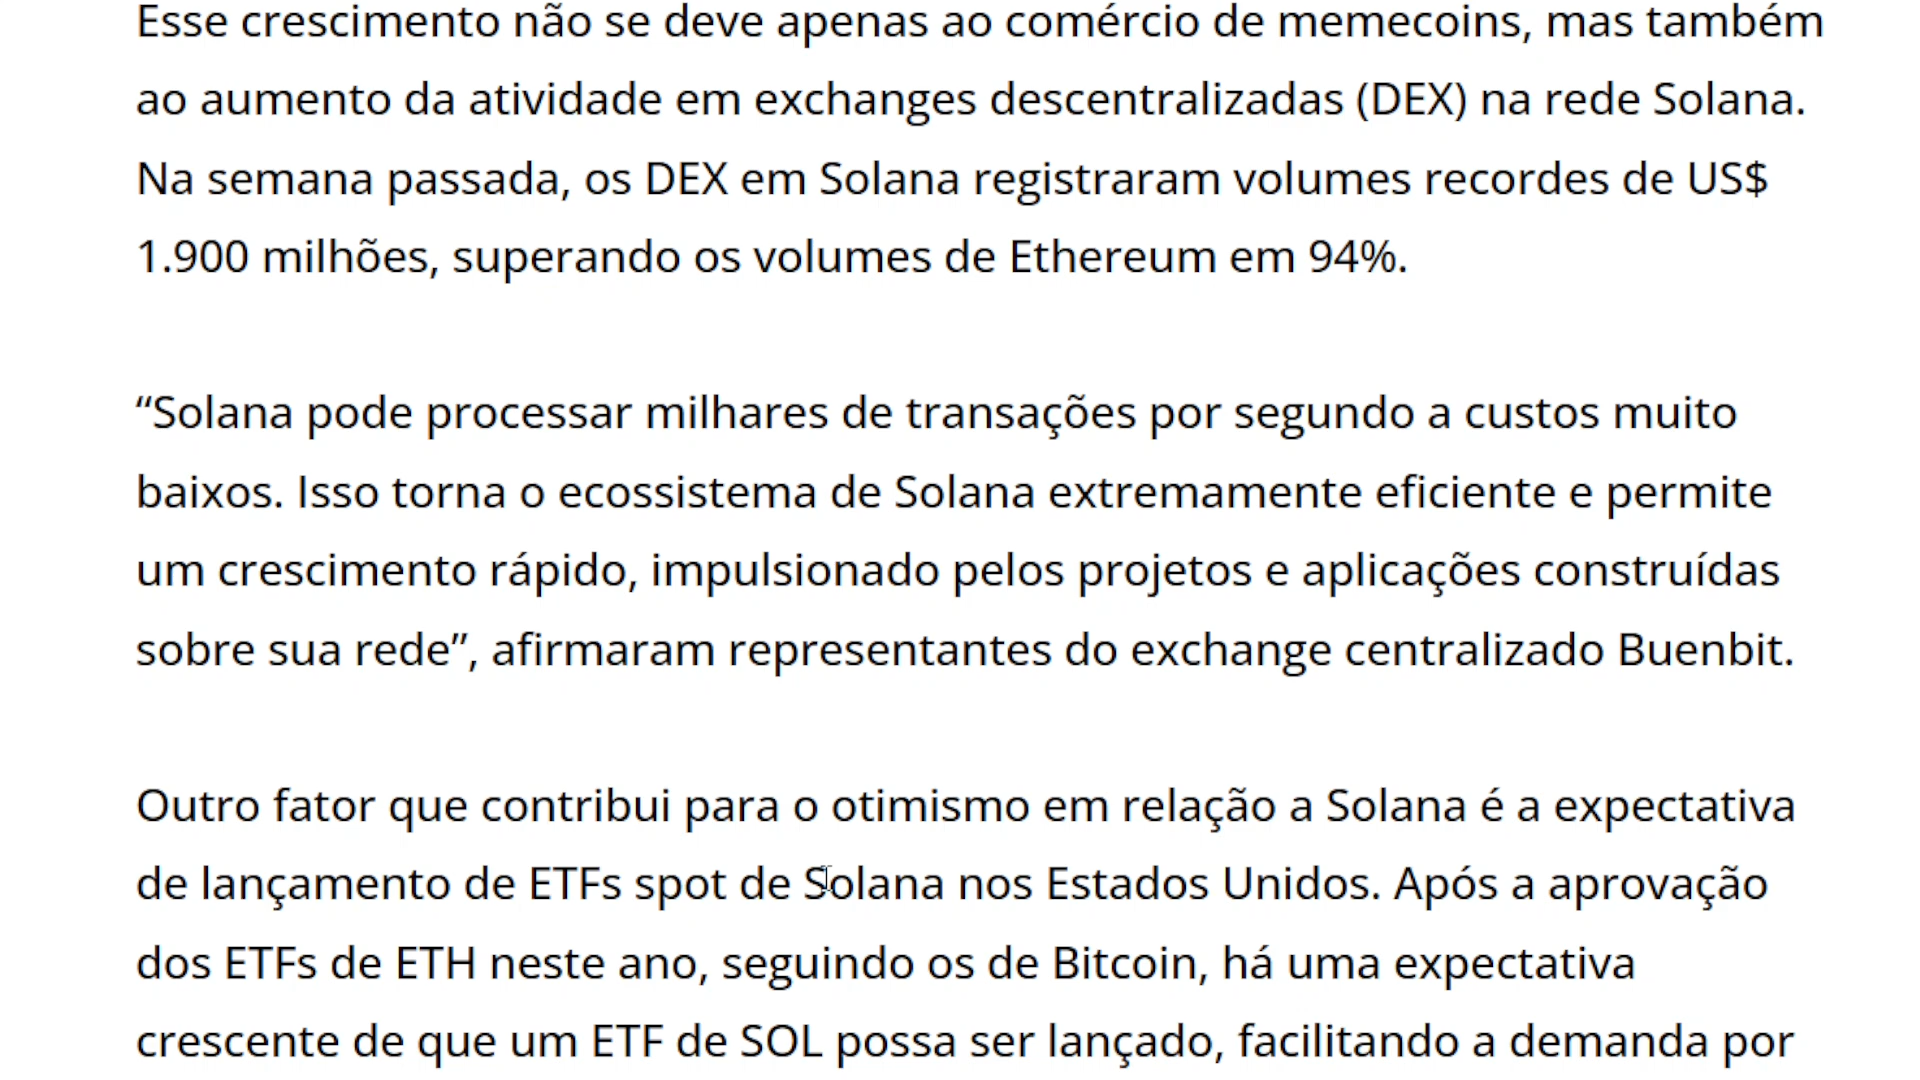 Esse crescimento não se deve apenas ao comércio de memecoins, mas também
ao aumento da atividade em exchanges descentralizadas (DEX) na rede Solana.
Na semana passada, os DEX em Solana registraram volumes recordes de US$
1.900 milhões, superando os volumes de Ethereum em 94%.
“Solana pode processar milhares de transações por segundo a custos muito
baixos. Isso torna o ecossistema de Solana extremamente eficiente e permite
um crescimento rápido, impulsionado pelos projetos e aplicações construídas
sobre sua rede”, afirmaram representantes do exchange centralizado Buenbit.
Outro fator que contribui para o otimismo em relação a Solana é a expectativa
de lançamento de ETFs spot de Solana nos Estados Unidos. Após a aprovação
dos ETFs de ETH neste ano, seguindo os de Bitcoin, há uma expectativa
crescente de que um ETF de SOL possa ser lançado, facilitando a demanda por